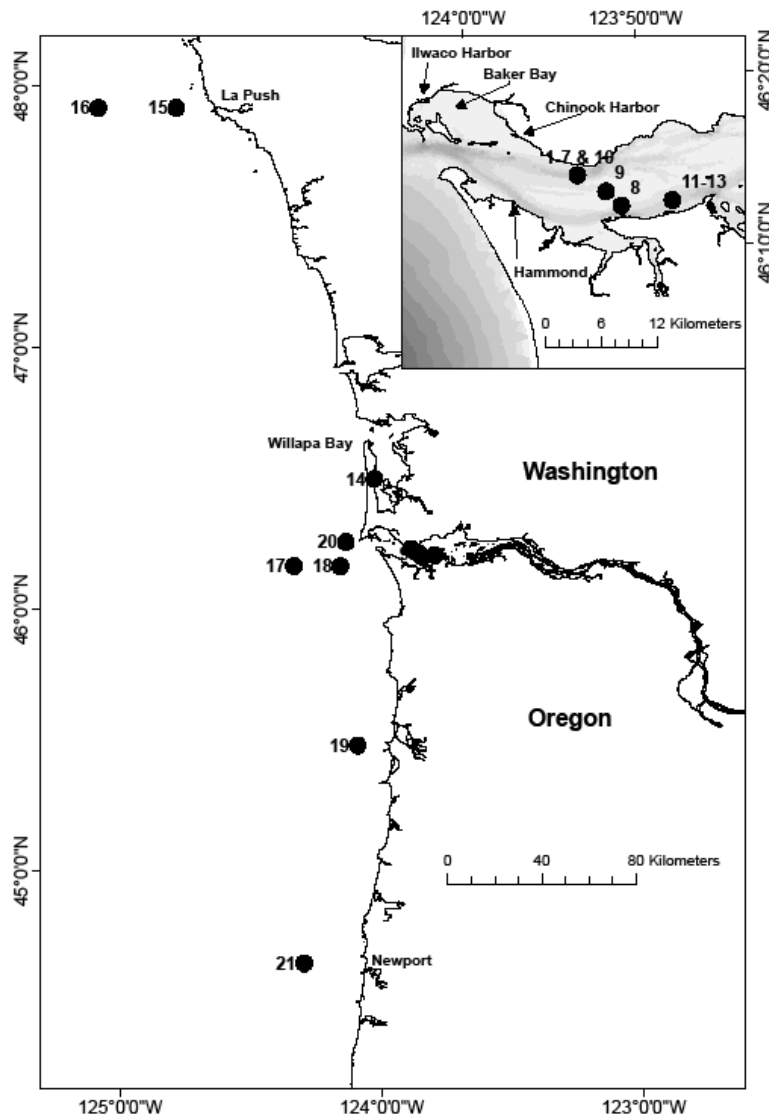 124°0'0"W 123°50'0"W
Ilwaco Harbor
Baker Bay
Chinook Harbor
1-7 & 10
9
8
11-13
Hammond
0 6 12 Kilometers
46°20'0"N
46°10'0"N
48°0'0"N
16
15
La Push
47°0'0"N
Willapa Bay
14
Washington
20
17
18
46°0'0"N
Oregon
19
0 40 80 Kilometers
45°0'0"N
21
Newport
125°0'0"W 124°0'0"W 123°0'0"W